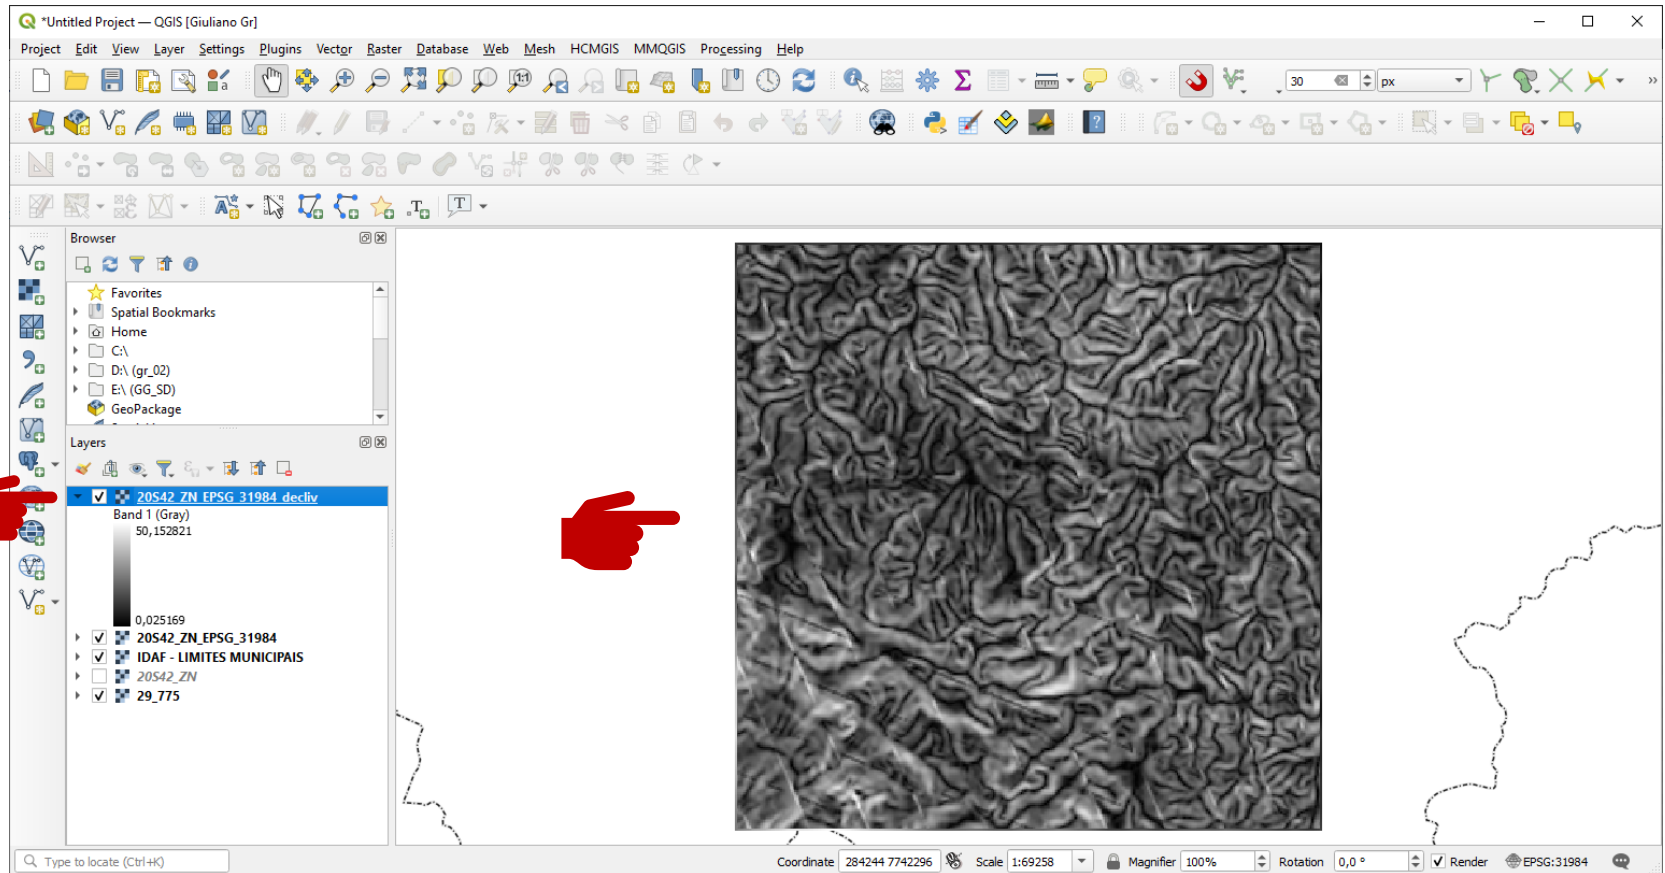 *Untitled Project — QGIS [Giuliano Gr]
Project Edit View Layer Settings Plugins Vector Raster Database Web Mesh HCMGIS MMQGIS Processing Help
30 px
Browser
Favorites
Spatial Bookmarks
Home
C:\
D:\ (gr_02)
E:\ (GG_SD)
GeoPackage
Layers
20S42_ZN_EPSG_31984_decliv
Band 1 (Gray)
50,152821
0,025169
20S42_ZN_EPSG_31984
IDAF - LIMITES MUNICIPAIS
20S42_ZN
29_775
Type to locate (Ctrl+K)
Coordinate 284244 7742296 Scale 1:69258 Magnifier 100% Rotation 0,0 ° Render EPSG:31984